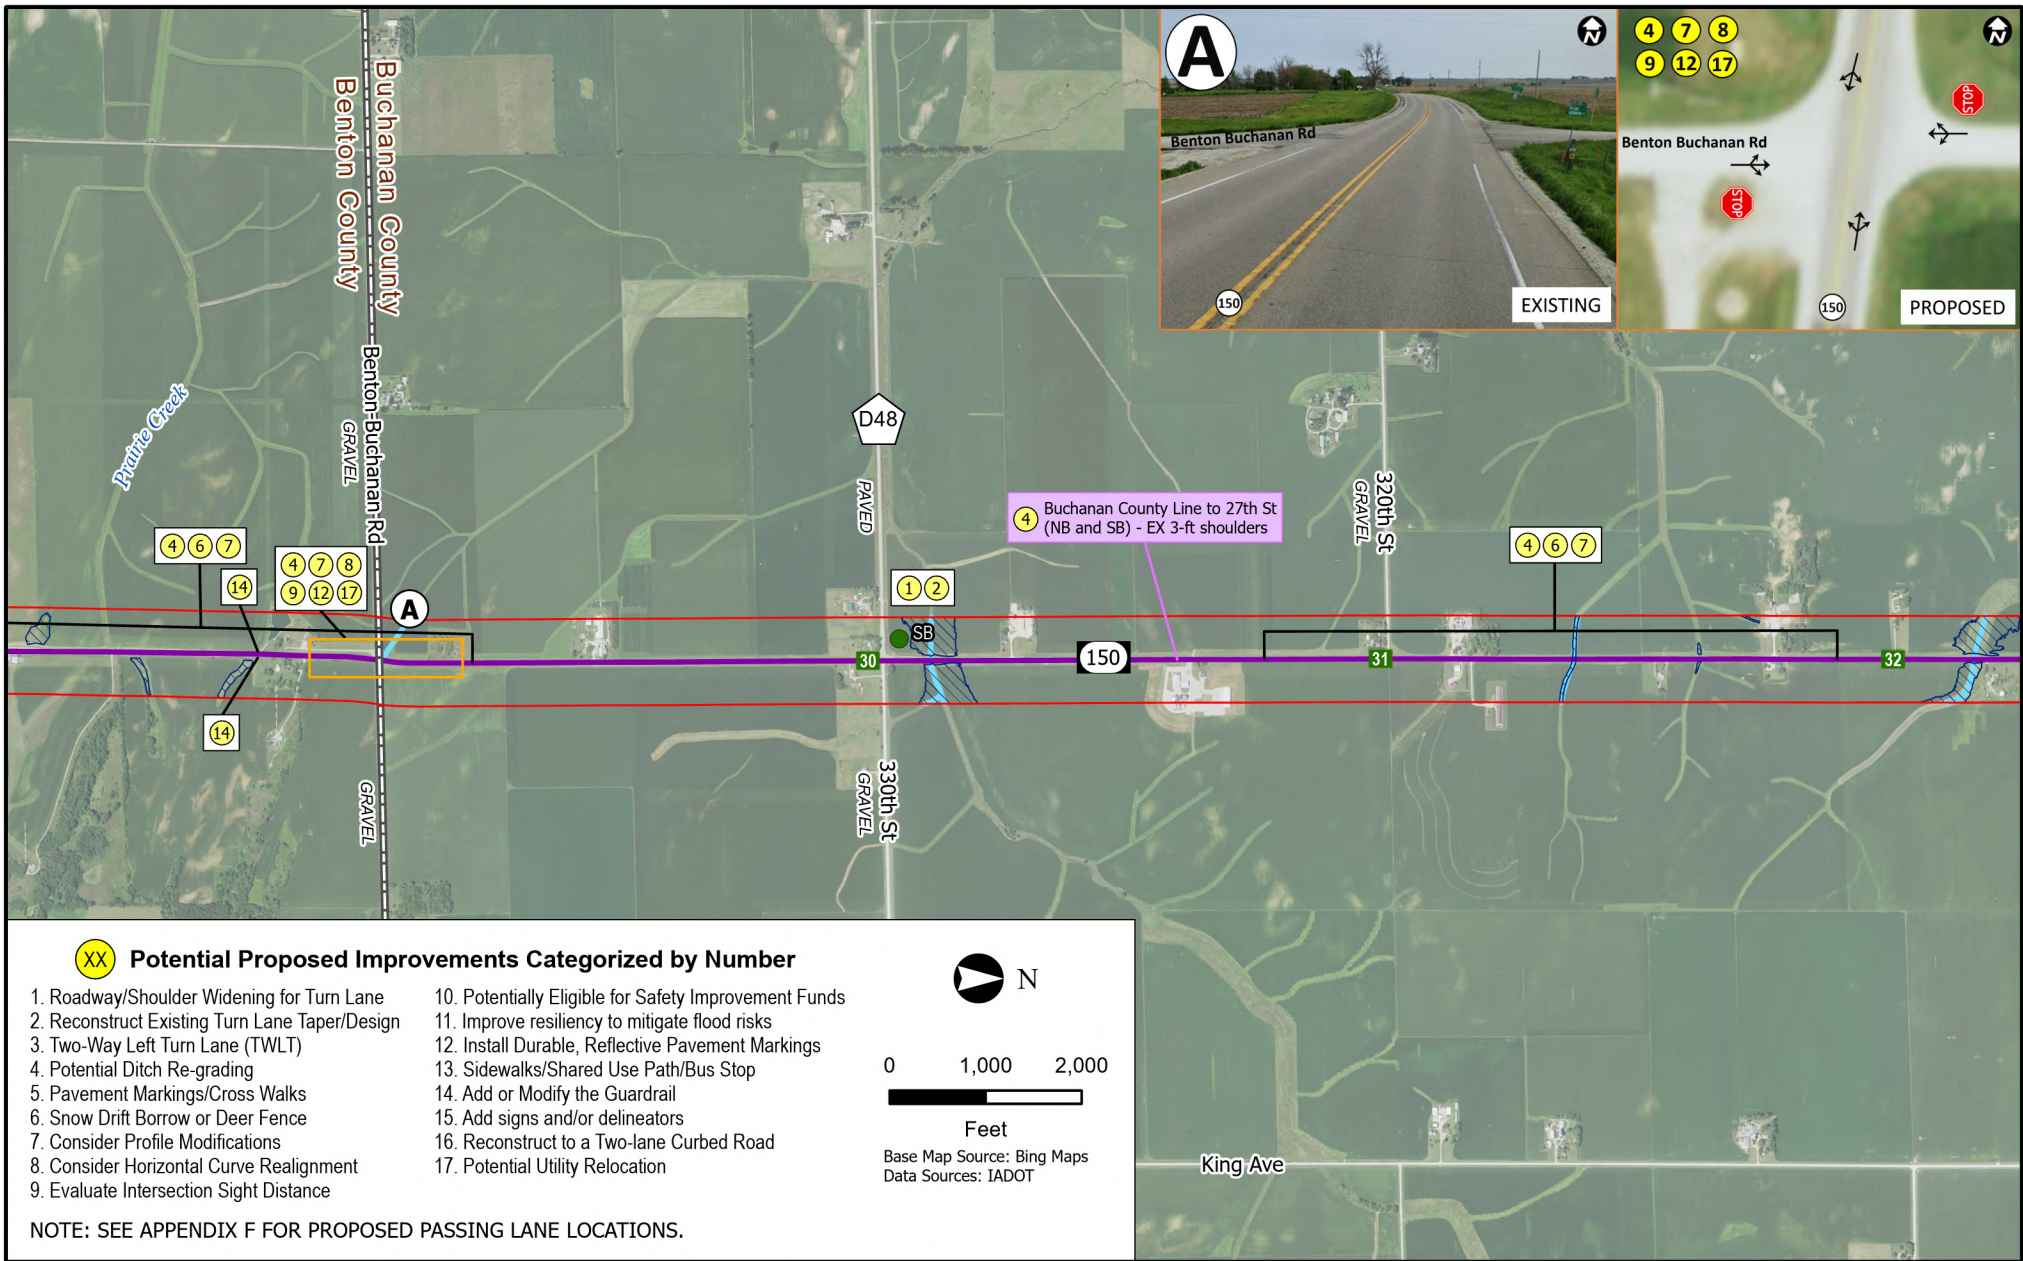 Buchanan County
Benton County
Benton-Buchanan Rd
GRAVEL
Prairie Creek
4 6 7
14
4 7 8
9 12 17
A
14
GRAVEL
D48
PAVED
1 2
SB
30
330th St
GRAVEL
4 Buchanan County Line to 27th St
(NB and SB) - EX 3-ft shoulders
150
320th St
GRAVEL
31
4 6 7
32
King Ave
A
N
Benton Buchanan Rd
150
EXISTING
4 7 8
9 12 17
N
STOP
Benton Buchanan Rd
STOP
150
PROPOSED
XX Potential Proposed Improvements Categorized by Number
1. Roadway/Shoulder Widening for Turn Lane
2. Reconstruct Existing Turn Lane Taper/Design
3. Two-Way Left Turn Lane (TWLT)
4. Potential Ditch Re-grading
5. Pavement Markings/Cross Walks
6. Snow Drift Borrow or Deer Fence
7. Consider Profile Modifications
8. Consider Horizontal Curve Realignment
9. Evaluate Intersection Sight Distance
10. Potentially Eligible for Safety Improvement Funds
11. Improve resiliency to mitigate flood risks
12. Install Durable, Reflective Pavement Markings
13. Sidewalks/Shared Use Path/Bus Stop
14. Add or Modify the Guardrail
15. Add signs and/or delineators
16. Reconstruct to a Two-lane Curbed Road
17. Potential Utility Relocation
NOTE: SEE APPENDIX F FOR PROPOSED PASSING LANE LOCATIONS.
N
0 1,000 2,000
Feet
Base Map Source: Bing Maps
Data Sources: IADOT